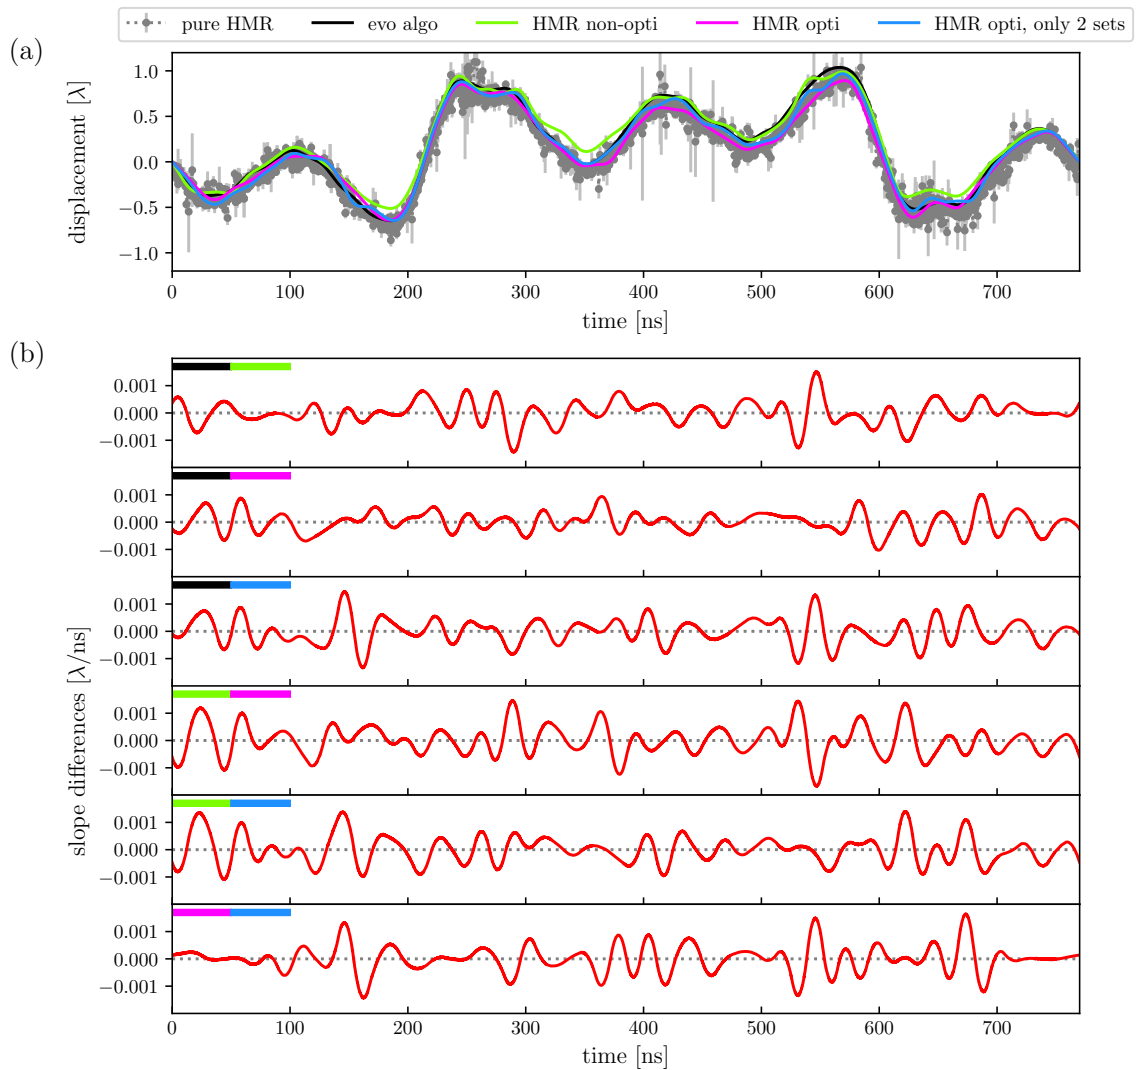 pure HMR evo algo HMR non-opti HMR opti HMR opti, only 2 sets
(a)
displacement [λ]
1.0
0.5
0.0
−0.5
−1.0
0 100 200 300 400 500 600 700
time [ns]
(b)
slope differences [λ/ns]
0.001
0.000
−0.001
0.001
0.000
−0.001
0.001
0.000
−0.001
0.001
0.000
−0.001
0.001
0.000
−0.001
0.001
0.000
−0.001
0 100 200 300 400 500 600 700
time [ns]